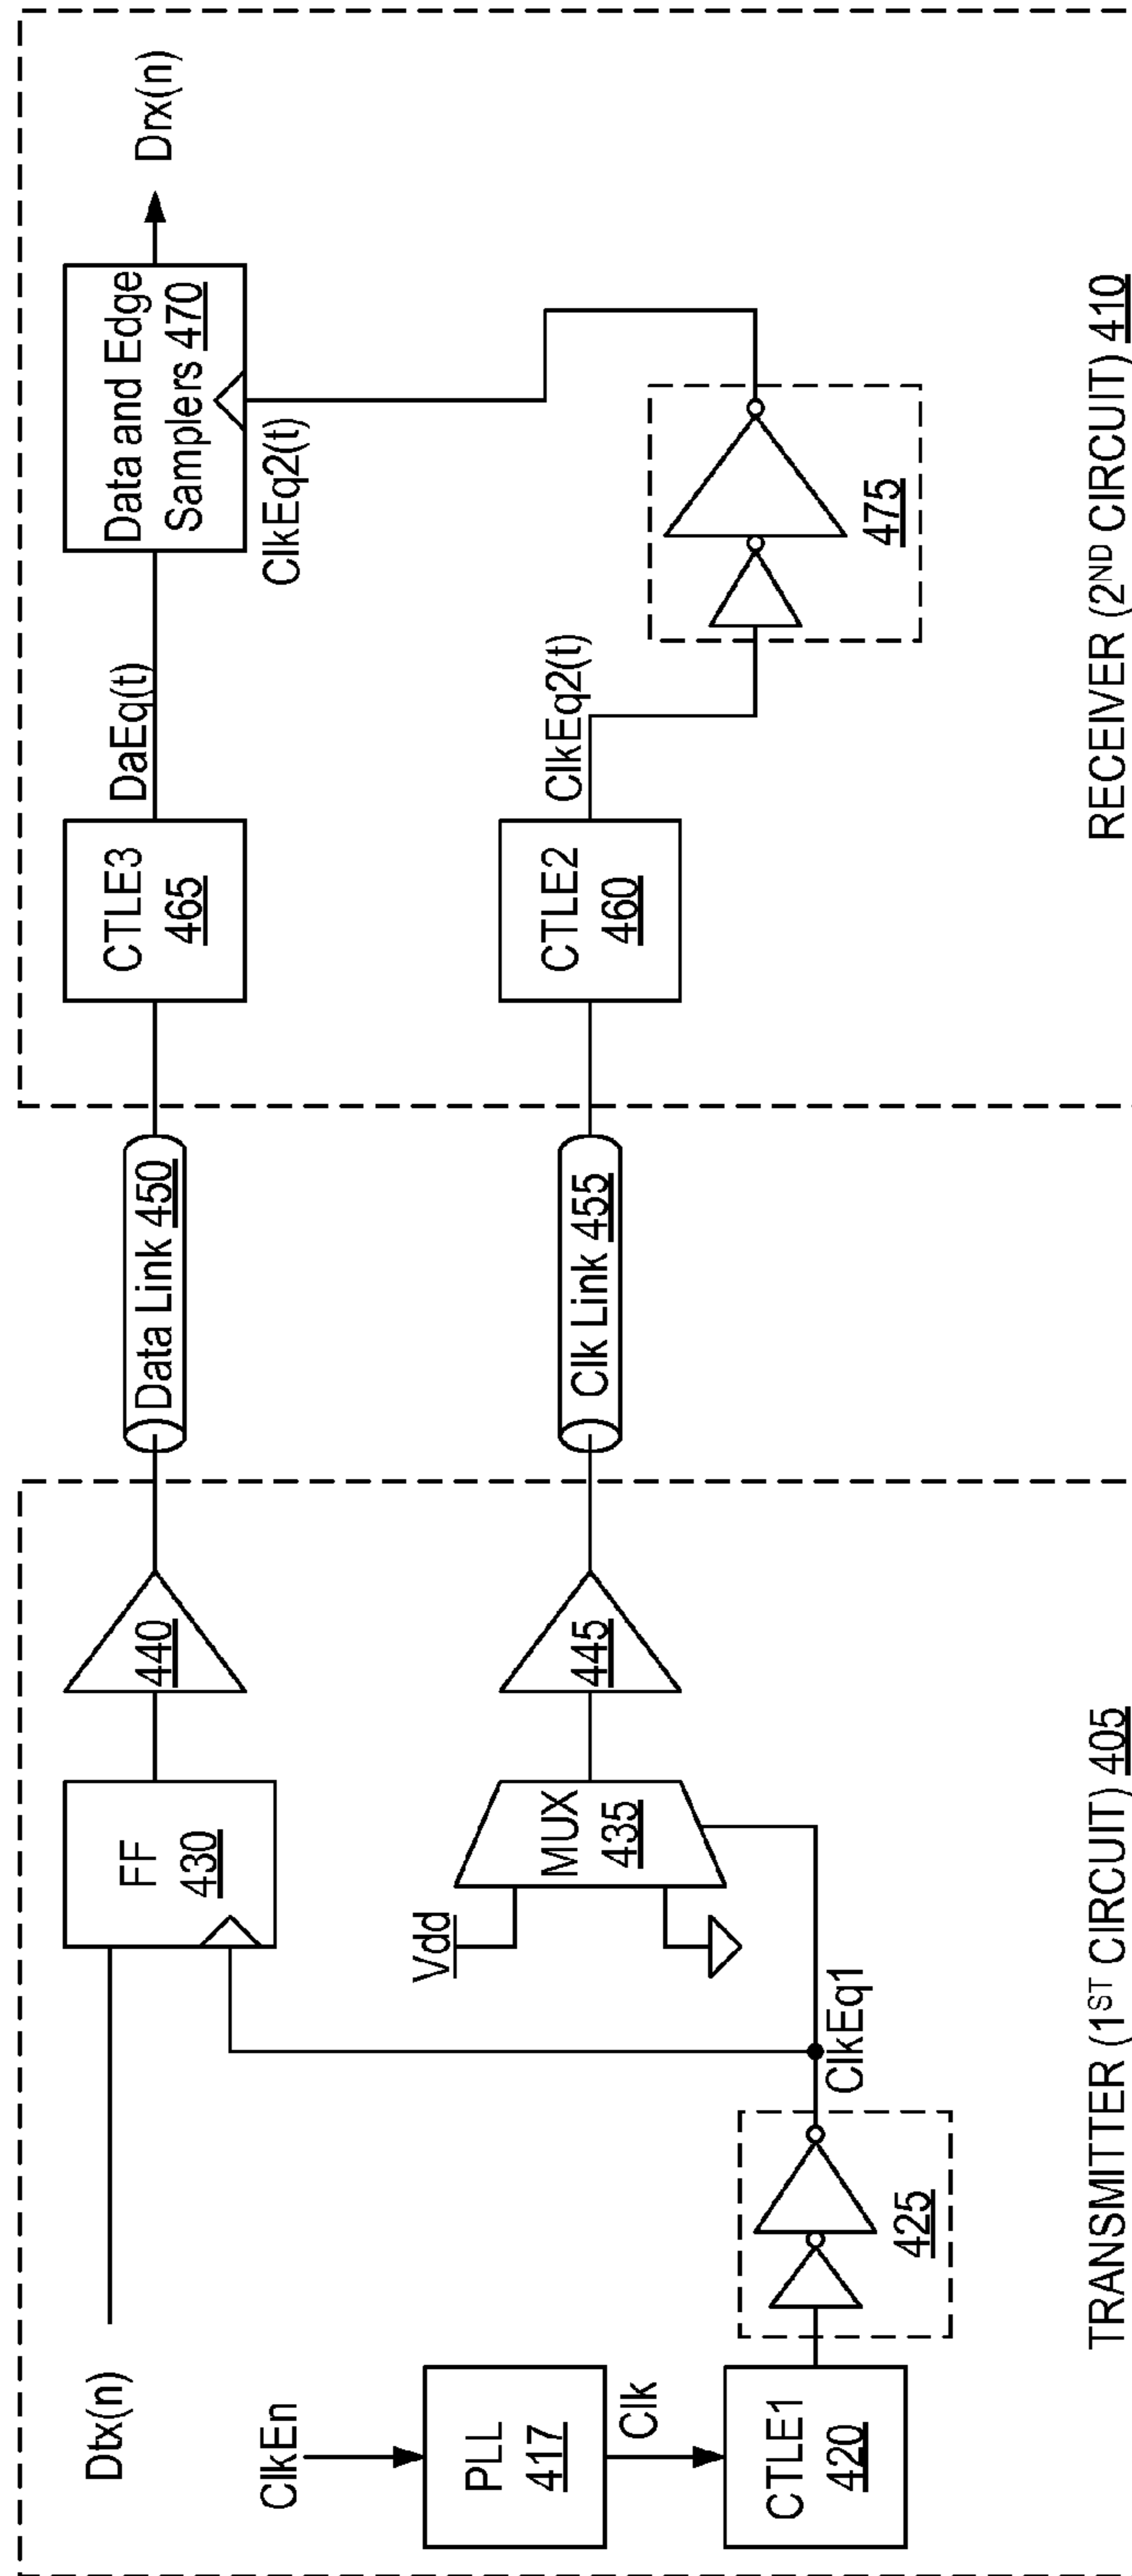 Dtx(n)
ClkEn
PLL
417
Clk
CTLE1
420
425
ClkEq1
FF
430
Vdd
MUX
435
440
445
TRANSMITTER (1ST CIRCUIT) 405
Data Link 450
Clk Link 455
CTLE3
465
DaEq(t)
CTLE2
460
ClkEq2(t)
475
Data and Edge
Samplers 470
ClkEq2(t)
Drx(n)
RECEIVER (2ND CIRCUIT) 410